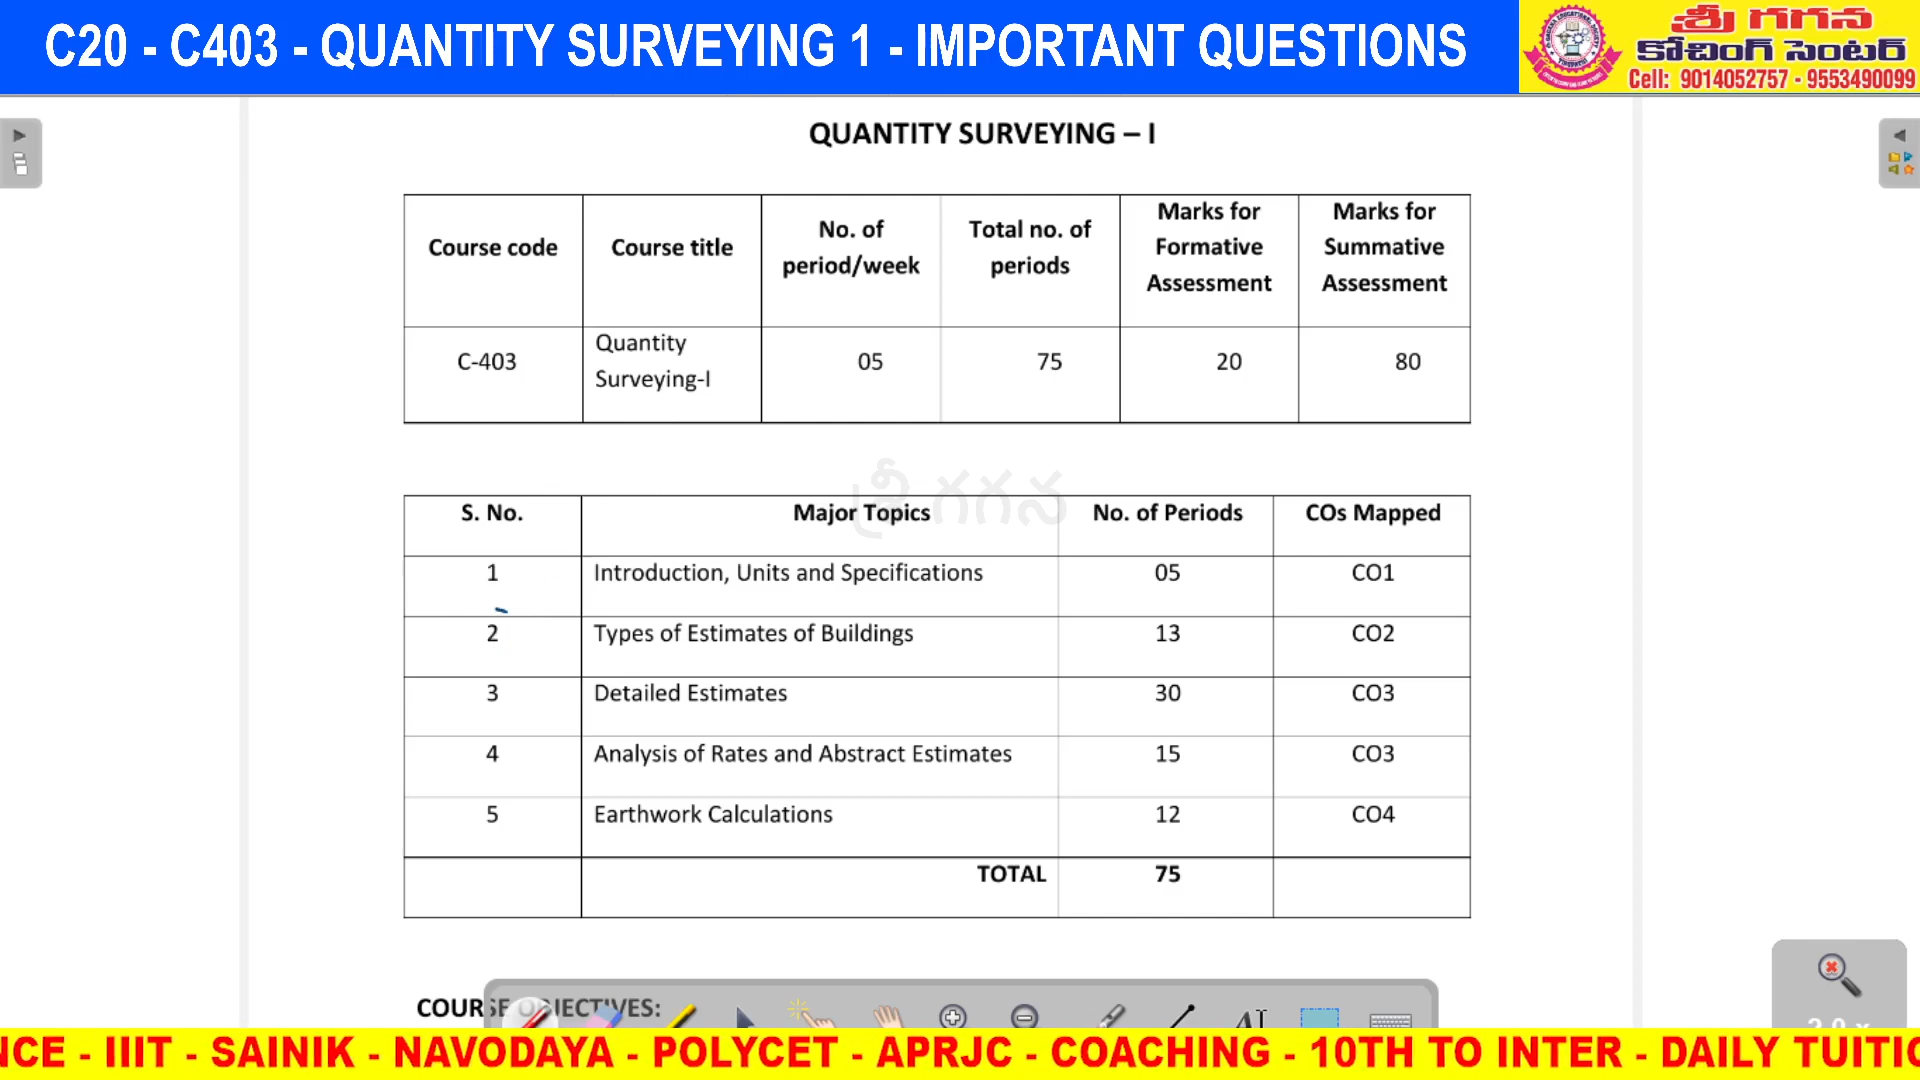 C20 - C403 - QUANTITY SURVEYING 1 - IMPORTANT QUESTIONS
శ్రీ గగన
కోచింగ్ సెంటర్
Cell: 9014052757 - 9553490099
QUANTITY SURVEYING – I
Course code Course title No. of period/week Total no. of periods Marks for Formative Assessment Marks for Summative Assessment
C-403 Quantity Surveying-I 05 75 20 80
శ్రీ గగన
S. No. Major Topics No. of Periods COs Mapped
1 Introduction, Units and Specifications 05 CO1
2 Types of Estimates of Buildings 13 CO2
3 Detailed Estimates 30 CO3
4 Analysis of Rates and Abstract Estimates 15 CO3
5 Earthwork Calculations 12 CO4
TOTAL 75
COURSE OBJECTIVES:
NCE - IIIT - SAINIK - NAVODAYA - POLYCET - APRJC - COACHING - 10TH TO INTER - DAILY TUITIO